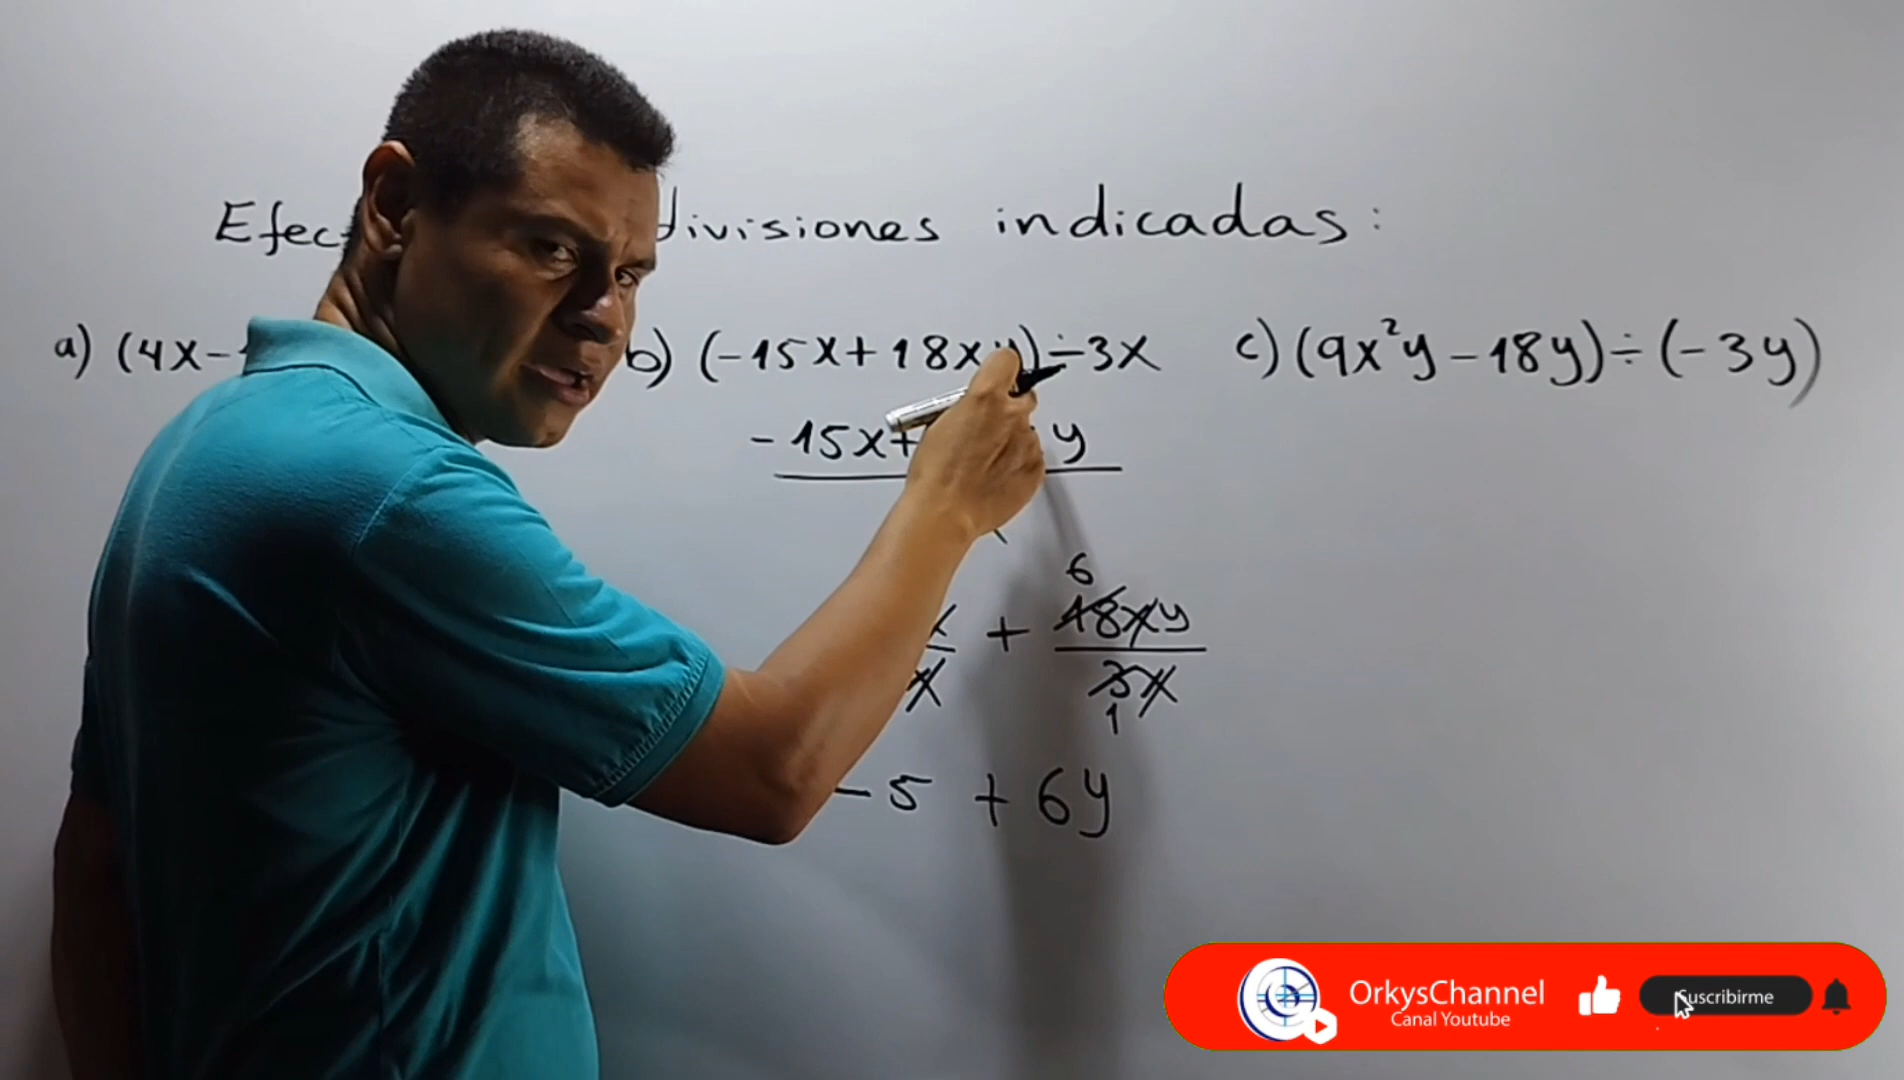 Efec divisiones indicadas:
a) (4x-
b) (-15x+18xy)÷3x
c) (9x²y-18y)÷(-3y)
-15x+ y
6
+ 18xy
x 3x
1
-5 + 6y
OrkysChannel
Canal Youtube
Suscribirme